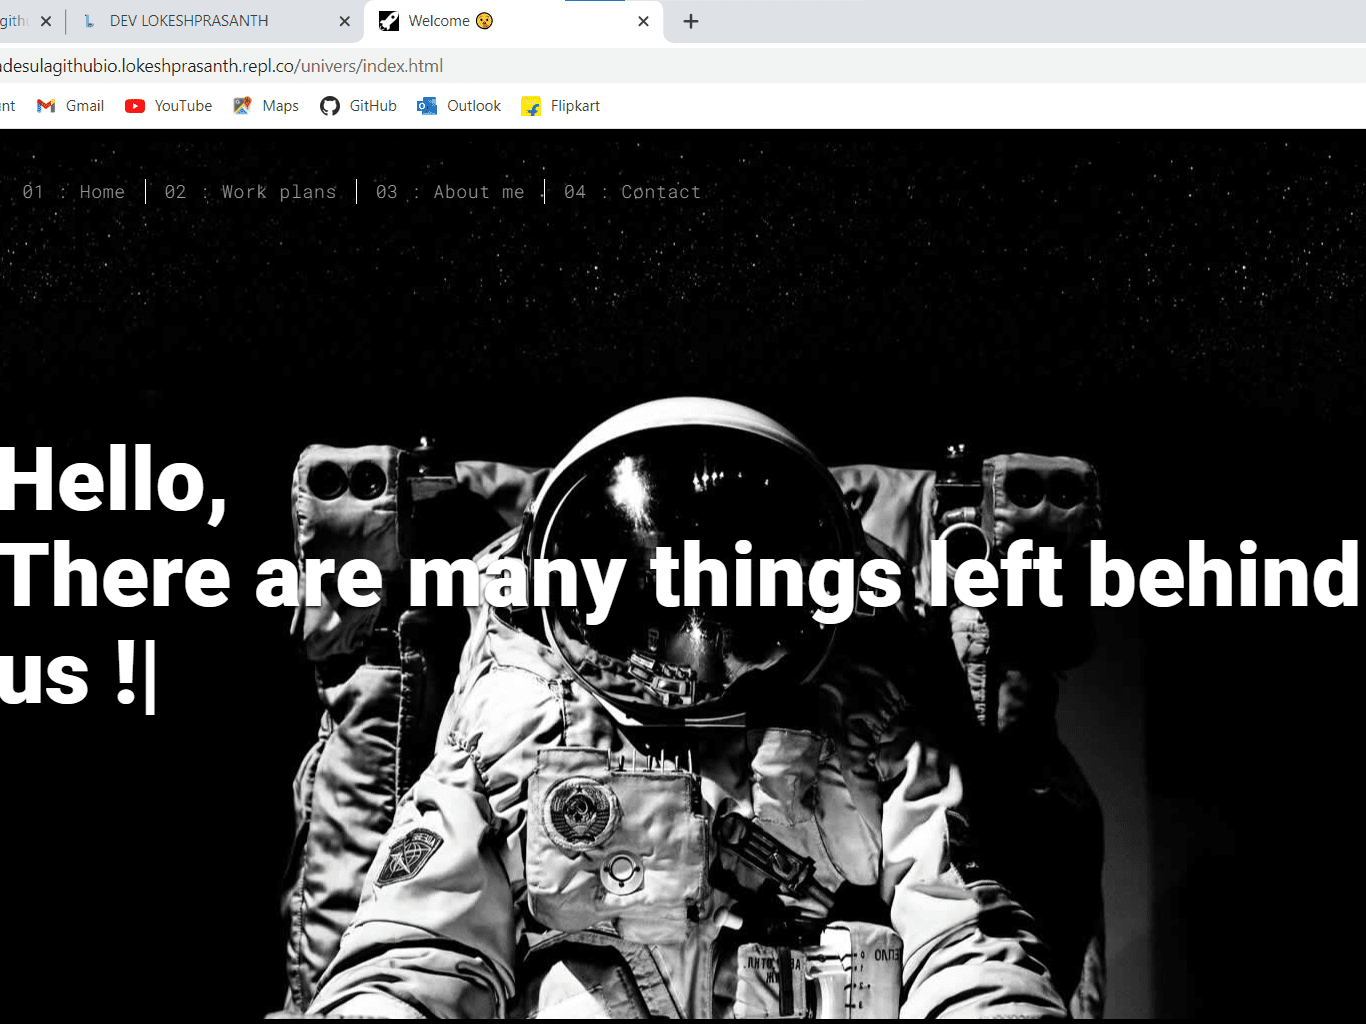 gith
DEV LOKESHPRASANTH
Welcome 😯
desulagithubio.lokeshprasanth.repl.co/univers/index.html
nt
Gmail
YouTube
Maps
GitHub
Outlook
Flipkart
01 : Home
02 : Work plans
03 : About me
04 : Contact
Hello,
There are many things left behind
us !|